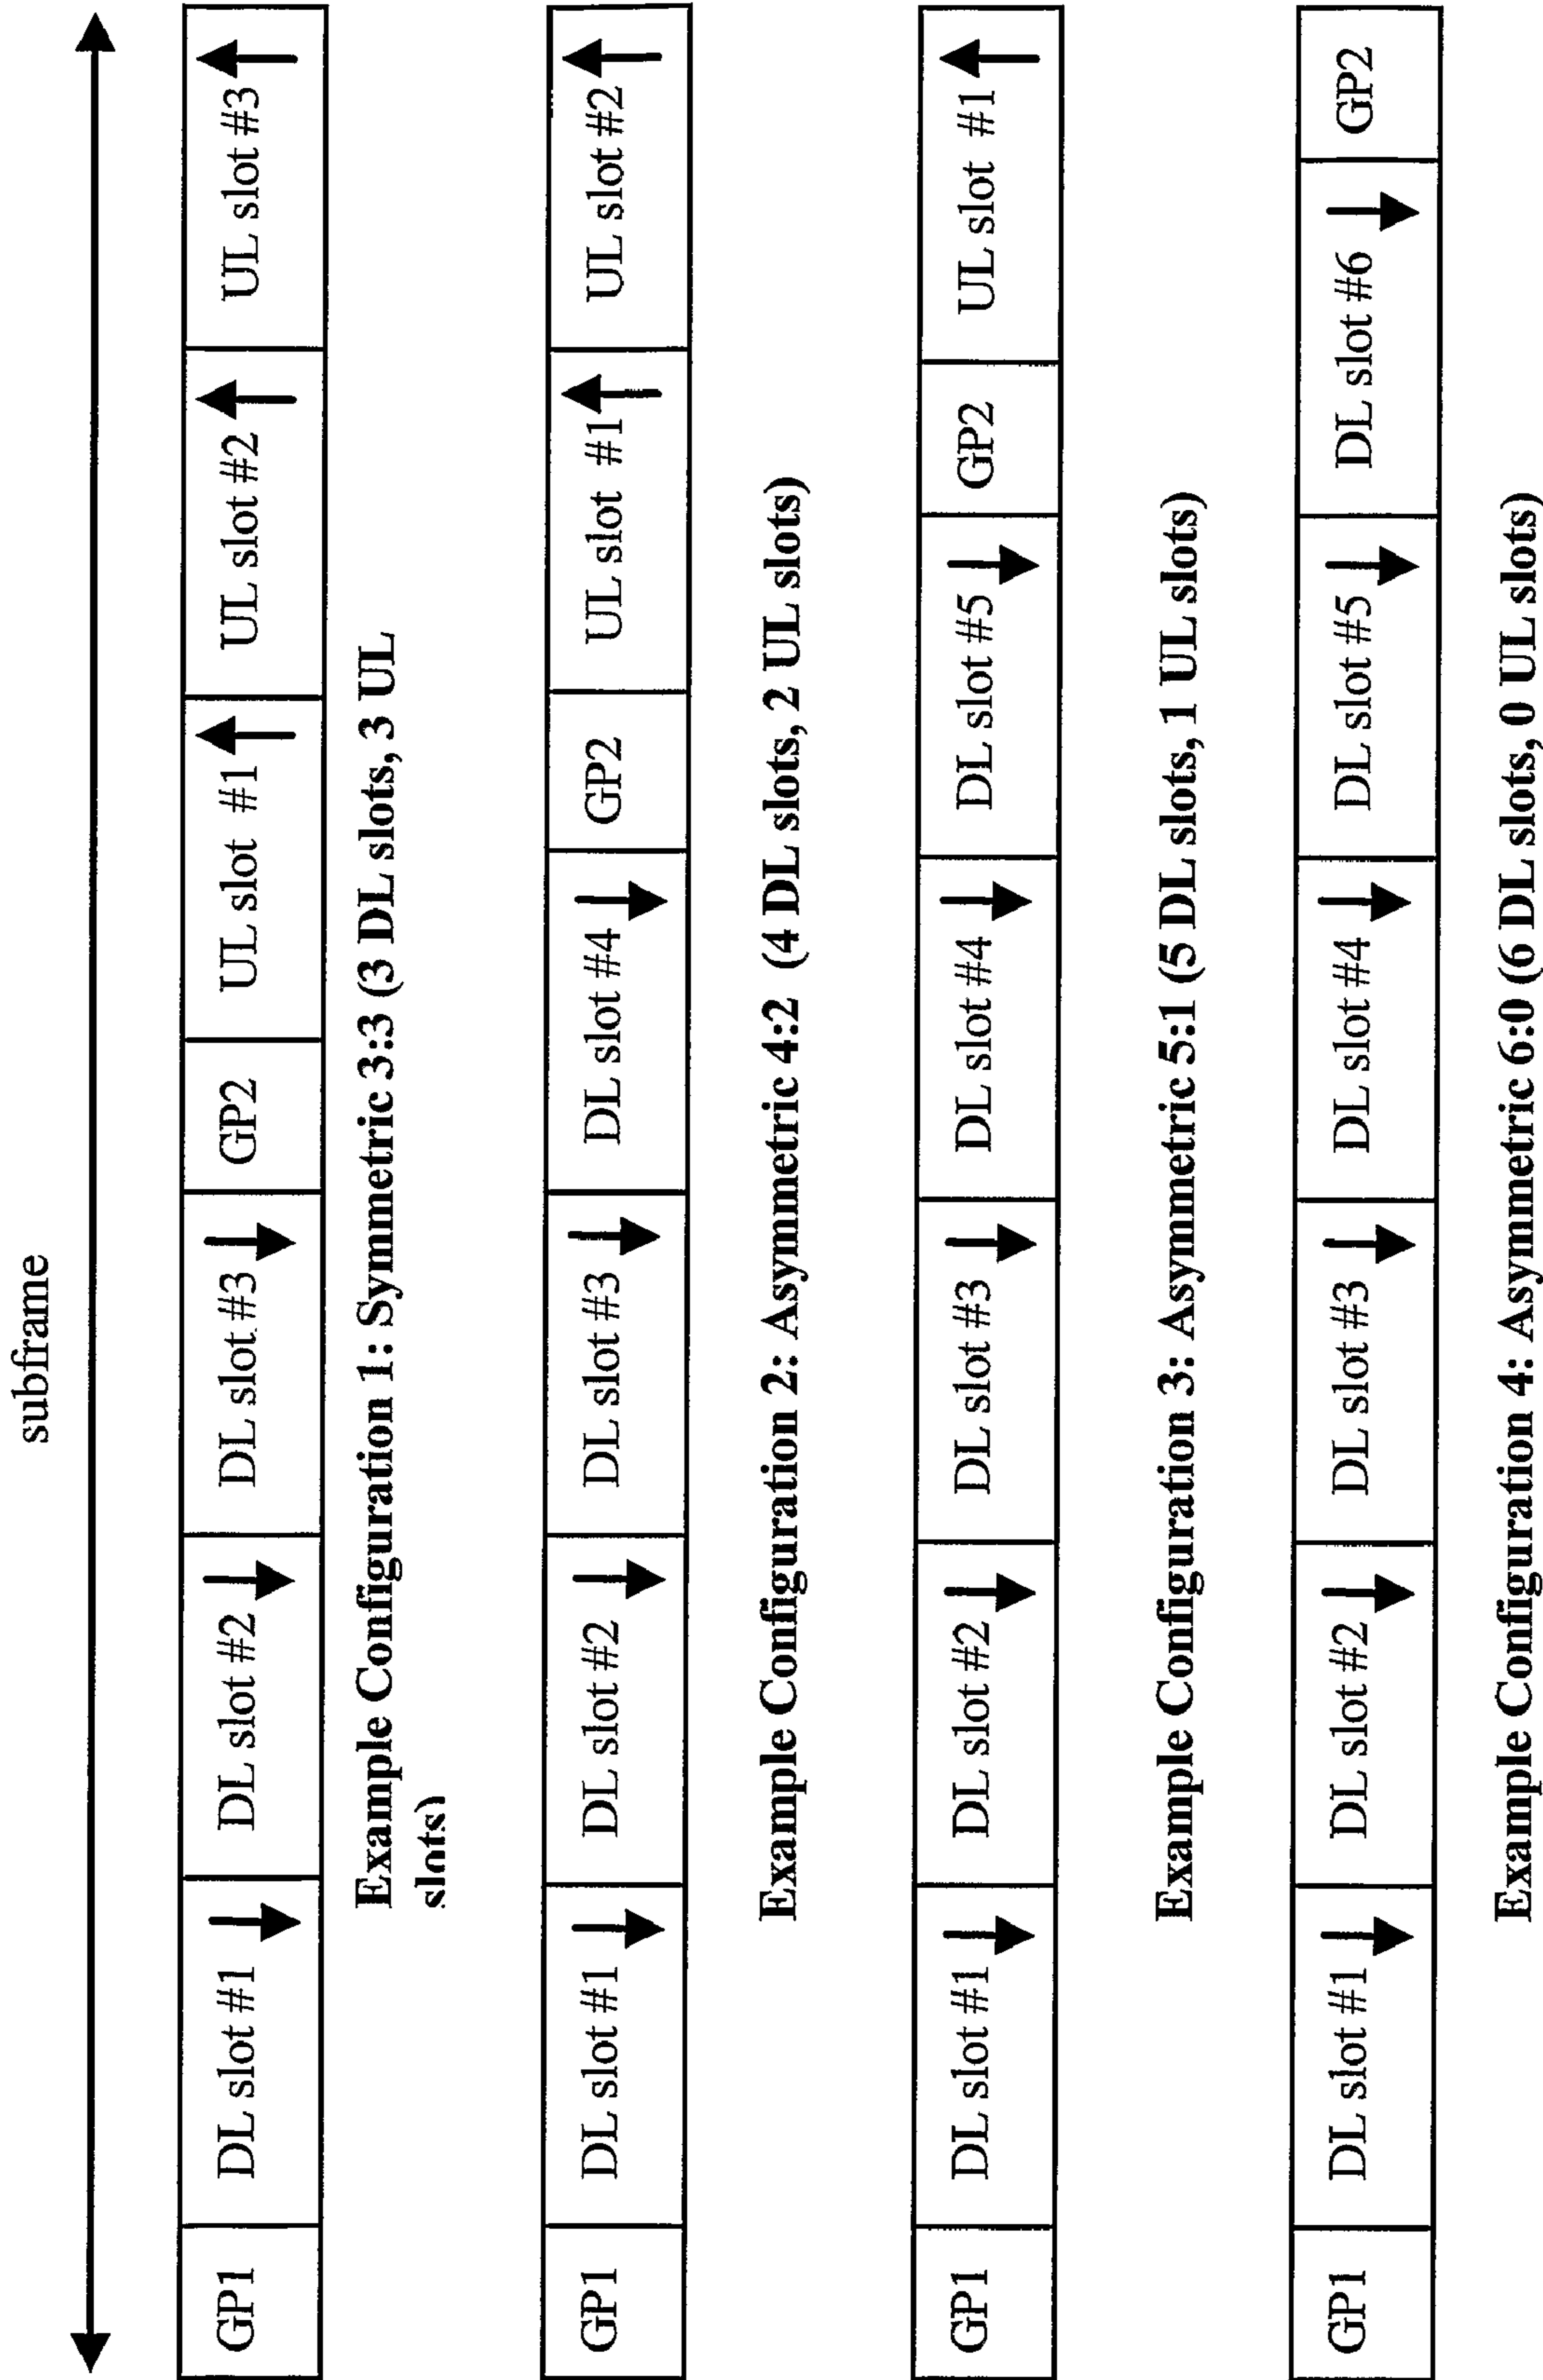 subframe
GP1 DL slot #1 DL slot #2 DL slot #3 GP2 UL slot #1 UL slot #2 UL slot #3
Example Configuration 1: Symmetric 3:3 (3 DL slots, 3 UL
slots)
GP1 DL slot #1 DL slot #2 DL slot #3 DL slot #4 GP2 UL slot #1 UL slot #2
Example Configuration 2: Asymmetric 4:2 (4 DL slots, 2 UL slots)
GP1 DL slot #1 DL slot #2 DL slot #3 DL slot #4 DL slot #5 GP2 UL slot #1
Example Configuration 3: Asymmetric 5:1 (5 DL slots, 1 UL slots)
GP1 DL slot #1 DL slot #2 DL slot #3 DL slot #4 DL slot #5 DL slot #6 GP2
Example Configuration 4: Asymmetric 6:0 (6 DL slots, 0 UL slots)